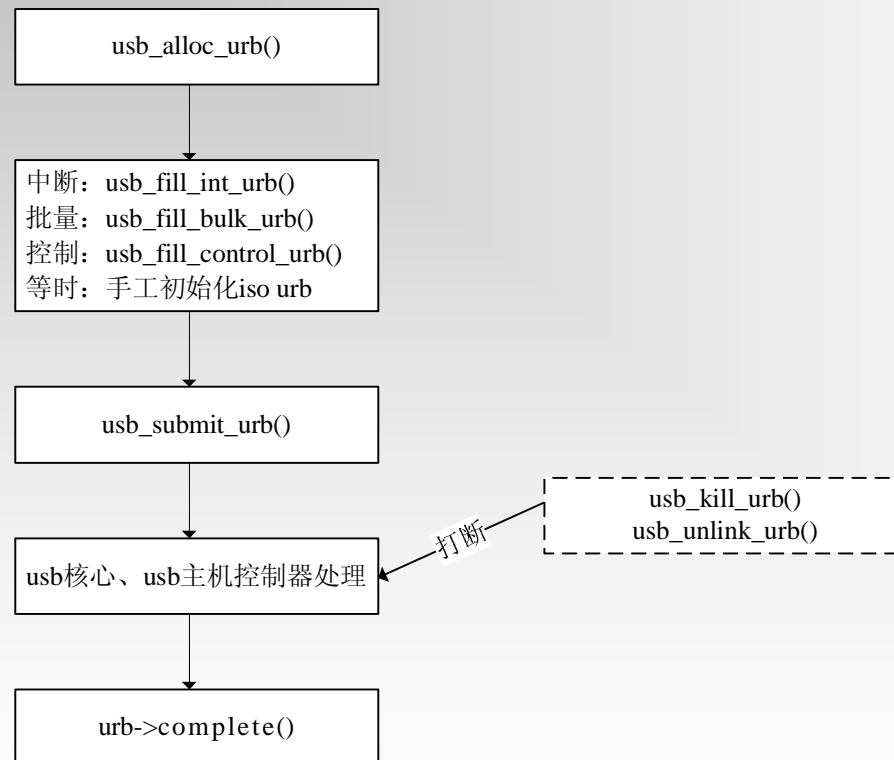 usb_alloc_urb()
中断：usb_fill_int_urb()
批量：usb_fill_bulk_urb()
控制：usb_fill_control_urb()
等时：手工初始化iso urb
usb_submit_urb()
usb_kill_urb()
usb_unlink_urb()
打断
usb核心、usb主机控制器处理
urb->complete()